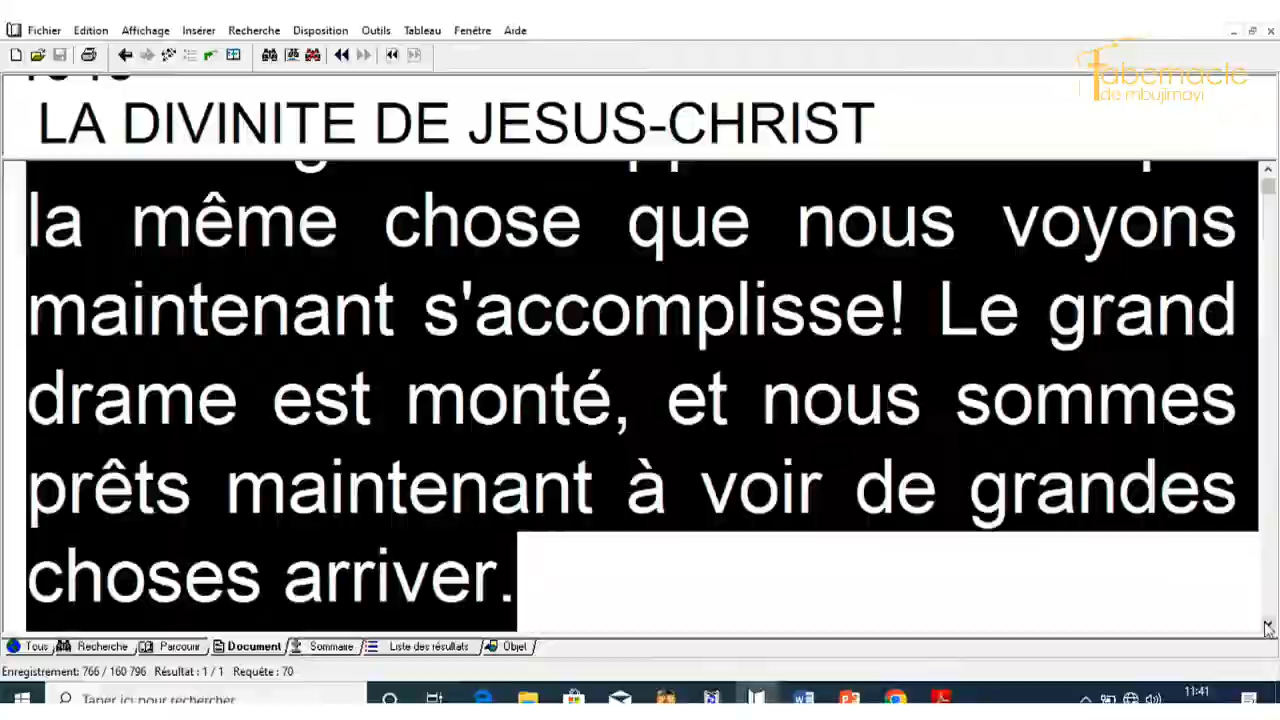 Fichier Edition Affichage Insérer Recherche Disposition Outils Tableau Fenêtre Aide
Tabernacle
de mbujimayi
LA DIVINITE DE JESUS-CHRIST
la même chose que nous voyons
maintenant s'accomplisse! Le grand
drame est monté, et nous sommes
prêts maintenant à voir de grandes
choses arriver.
Tous Recherche Parcourir Document Sommaire Liste des résultats Objet
Enregistrement: 766 / 160 796 Résultat : 1 / 1 Requête : 70
Taper ici pour rechercher 11:41